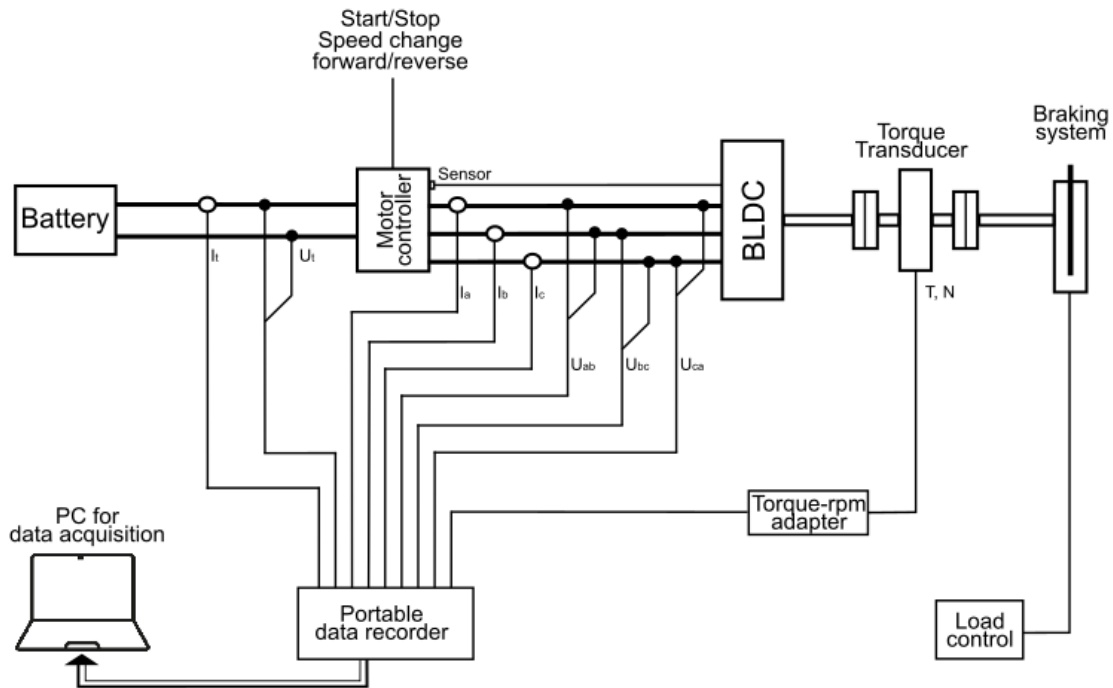 Start/Stop
Speed change
forward/reverse
Braking
system
Torque
Transducer
Sensor
Battery
Motor
controller
BLDC
It
Ut
Ia
Ib
Ic
T, N
Uab
Ubc
Uca
Torque-rpm
adapter
PC for
data acquisition
Portable
data recorder
Load
control